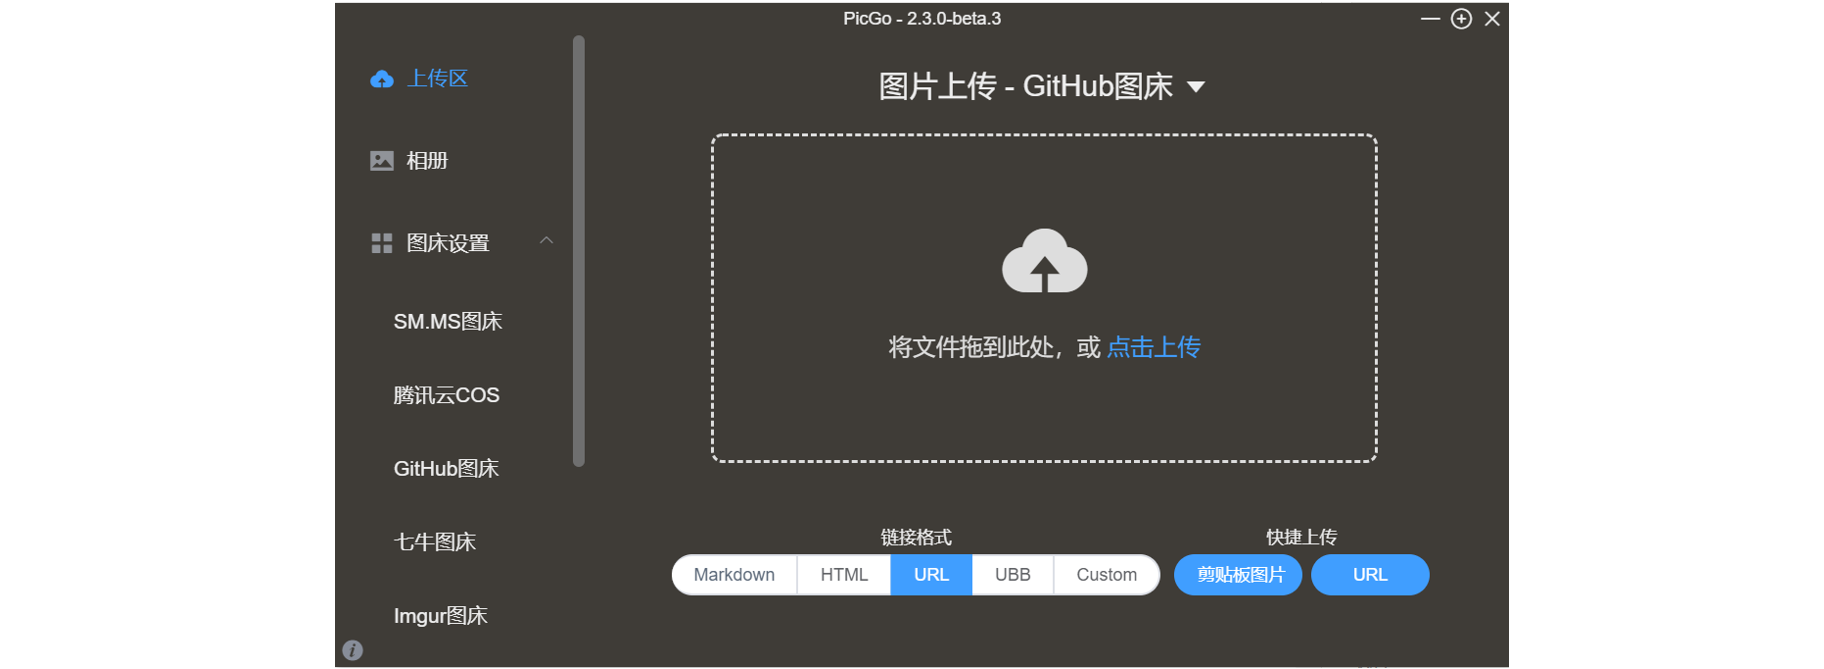 PicGo - 2.3.0-beta.3
上传区
相册
图床设置
SM.MS图床
腾讯云COS
GitHub图床
七牛图床
Imgur图床
图片上传 - GitHub图床
将文件拖到此处，或 点击上传
链接格式
Markdown HTML URL UBB Custom
快捷上传
剪贴板图片 URL